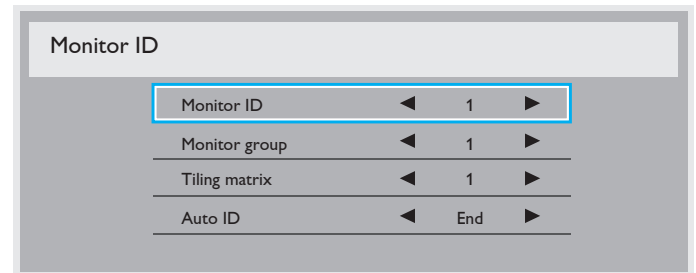 Monitor ID
Monitor ID ◀ 1 ▶
Monitor group ◀ 1 ▶
Tiling matrix ◀ 1 ▶
Auto ID ◀ End ▶